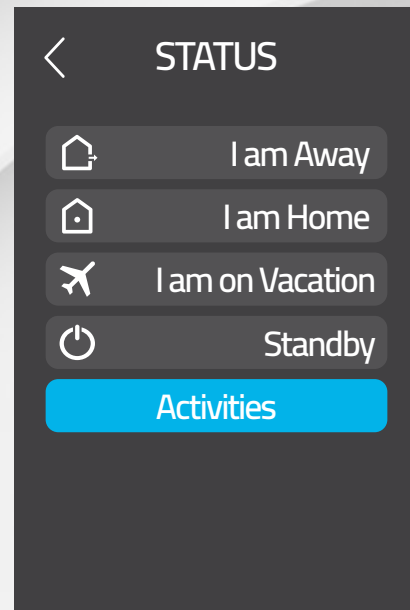 STATUS
I am Away
I am Home
I am on Vacation
Standby
Activities